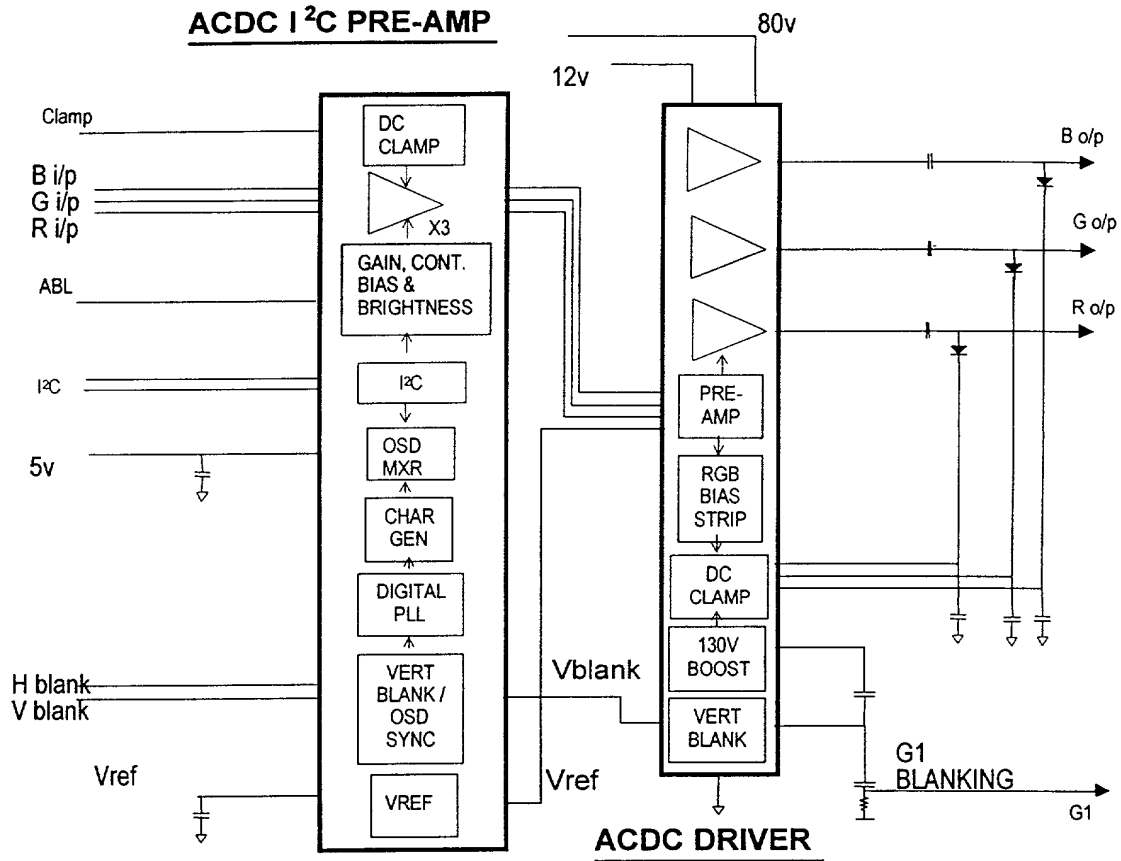 ACDC I ²C PRE-AMP
80v
12v
Clamp
B i/p
G i/p
R i/p
ABL
I²C
5v
H blank
V blank
Vref
DC
CLAMP
X3
GAIN, CONT.
BIAS &
BRIGHTNESS
I²C
OSD
MXR
CHAR
GEN
DIGITAL
PLL
VERT
BLANK /
OSD
SYNC
VREF
Vblank
Vref
PRE-
AMP
RGB
BIAS
STRIP
DC
CLAMP
130V
BOOST
VERT
BLANK
B o/p
G o/p
R o/p
G1
BLANKING
G1
ACDC DRIVER